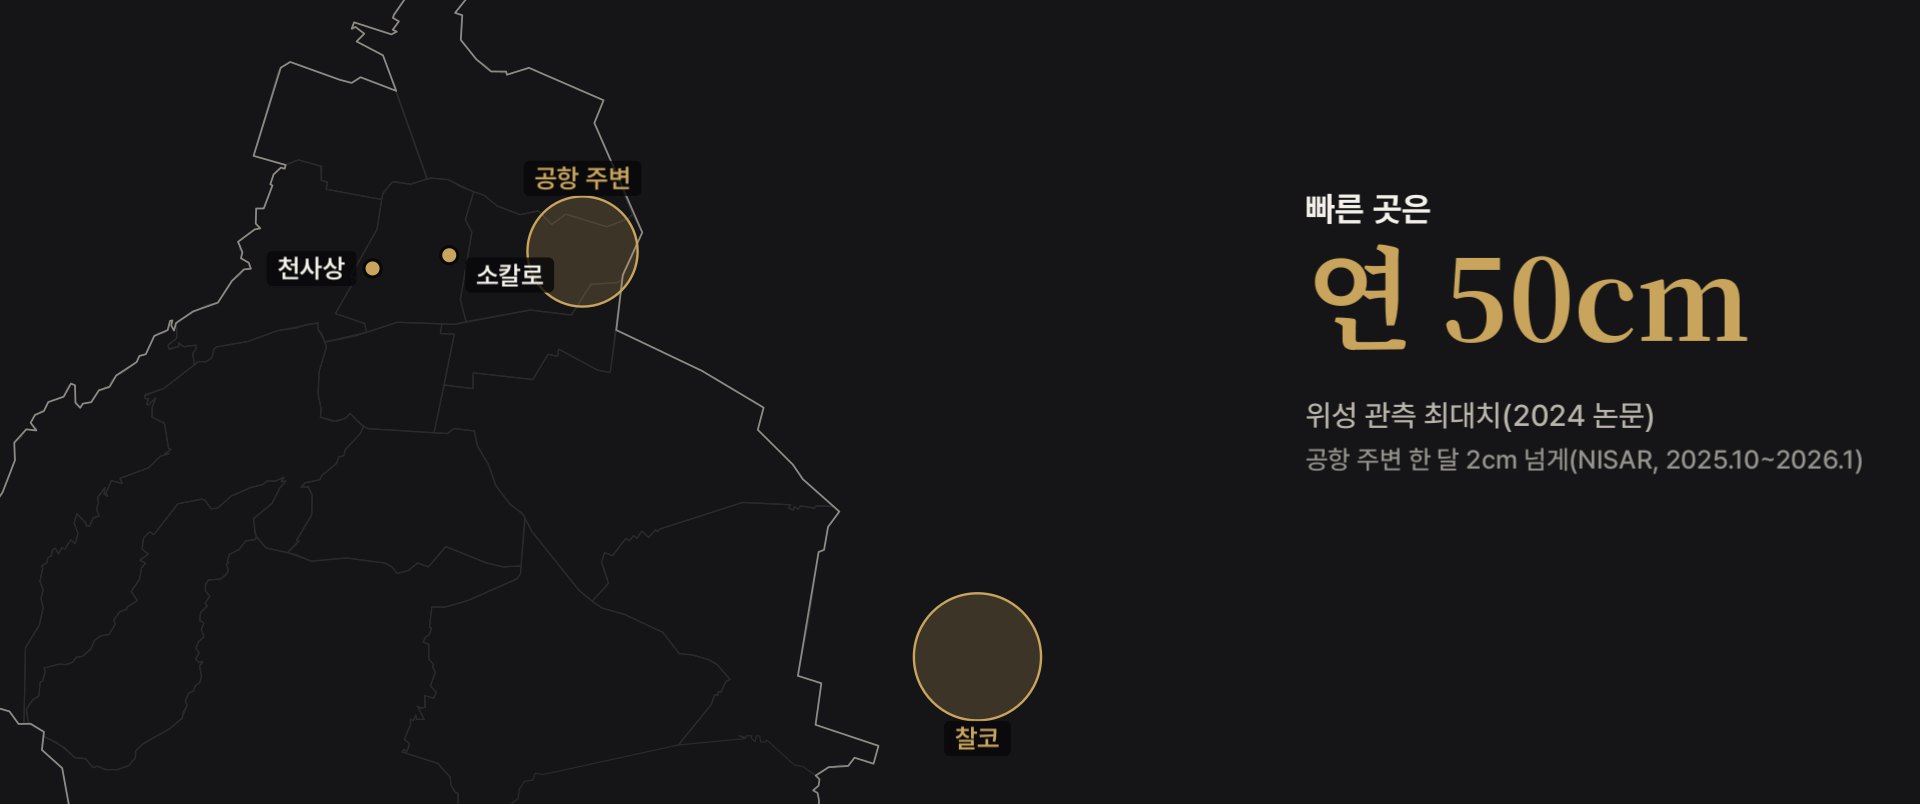 공항 주변
천사상
소칼로
찰코
빠른 곳은
연 50cm
위성 관측 최대치(2024 논문)
공항 주변 한 달 2cm 넘게(NISAR, 2025.10~2026.1)